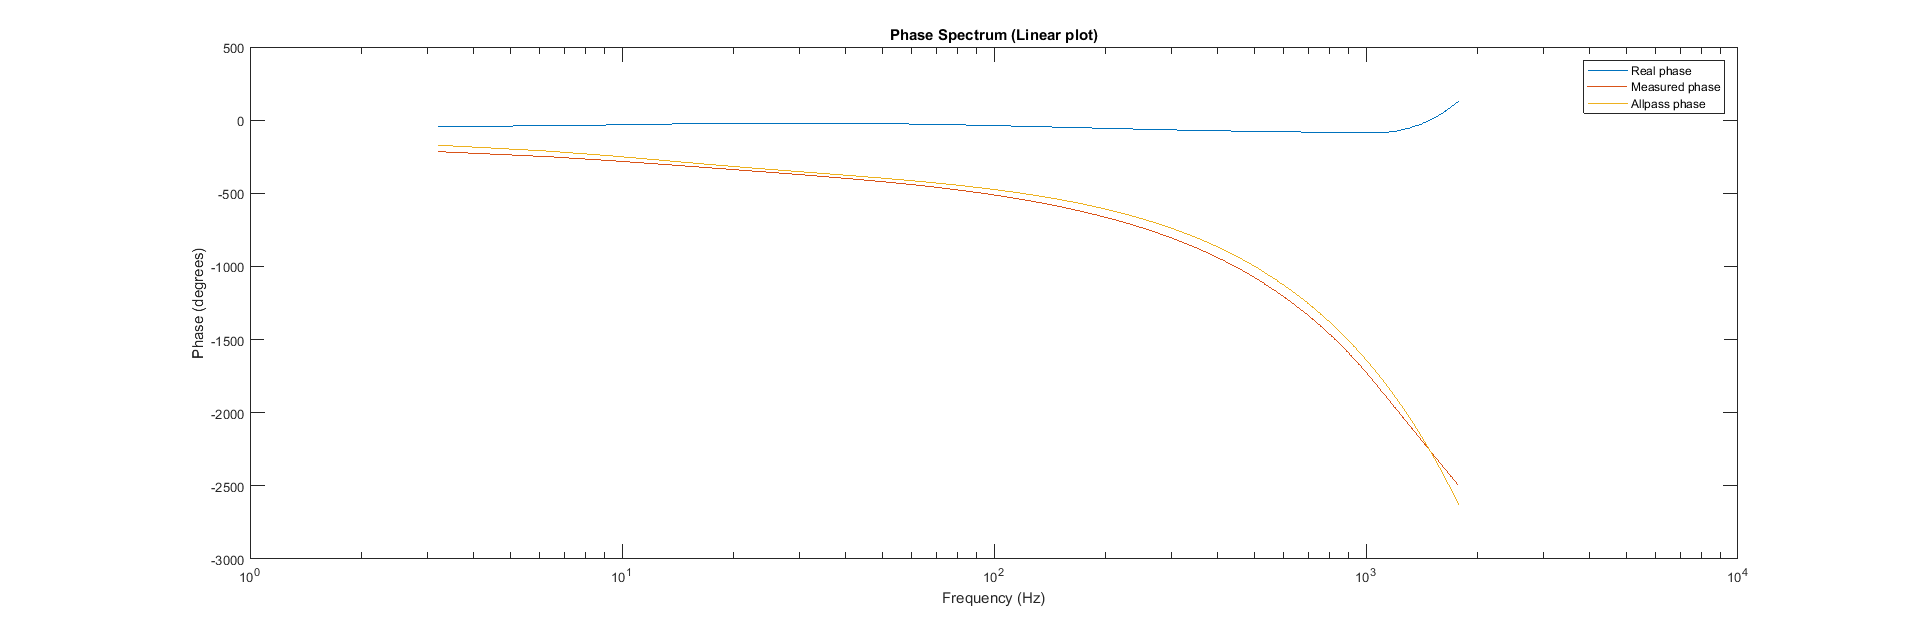 Phase Spectrum (Linear plot)
500
0
-500
-1000
-1500
-2000
-2500
-3000
Phase (degrees)
Real phase
Measured phase
Allpass phase
10^0
10^1
10^2
10^3
10^4
Frequency (Hz)